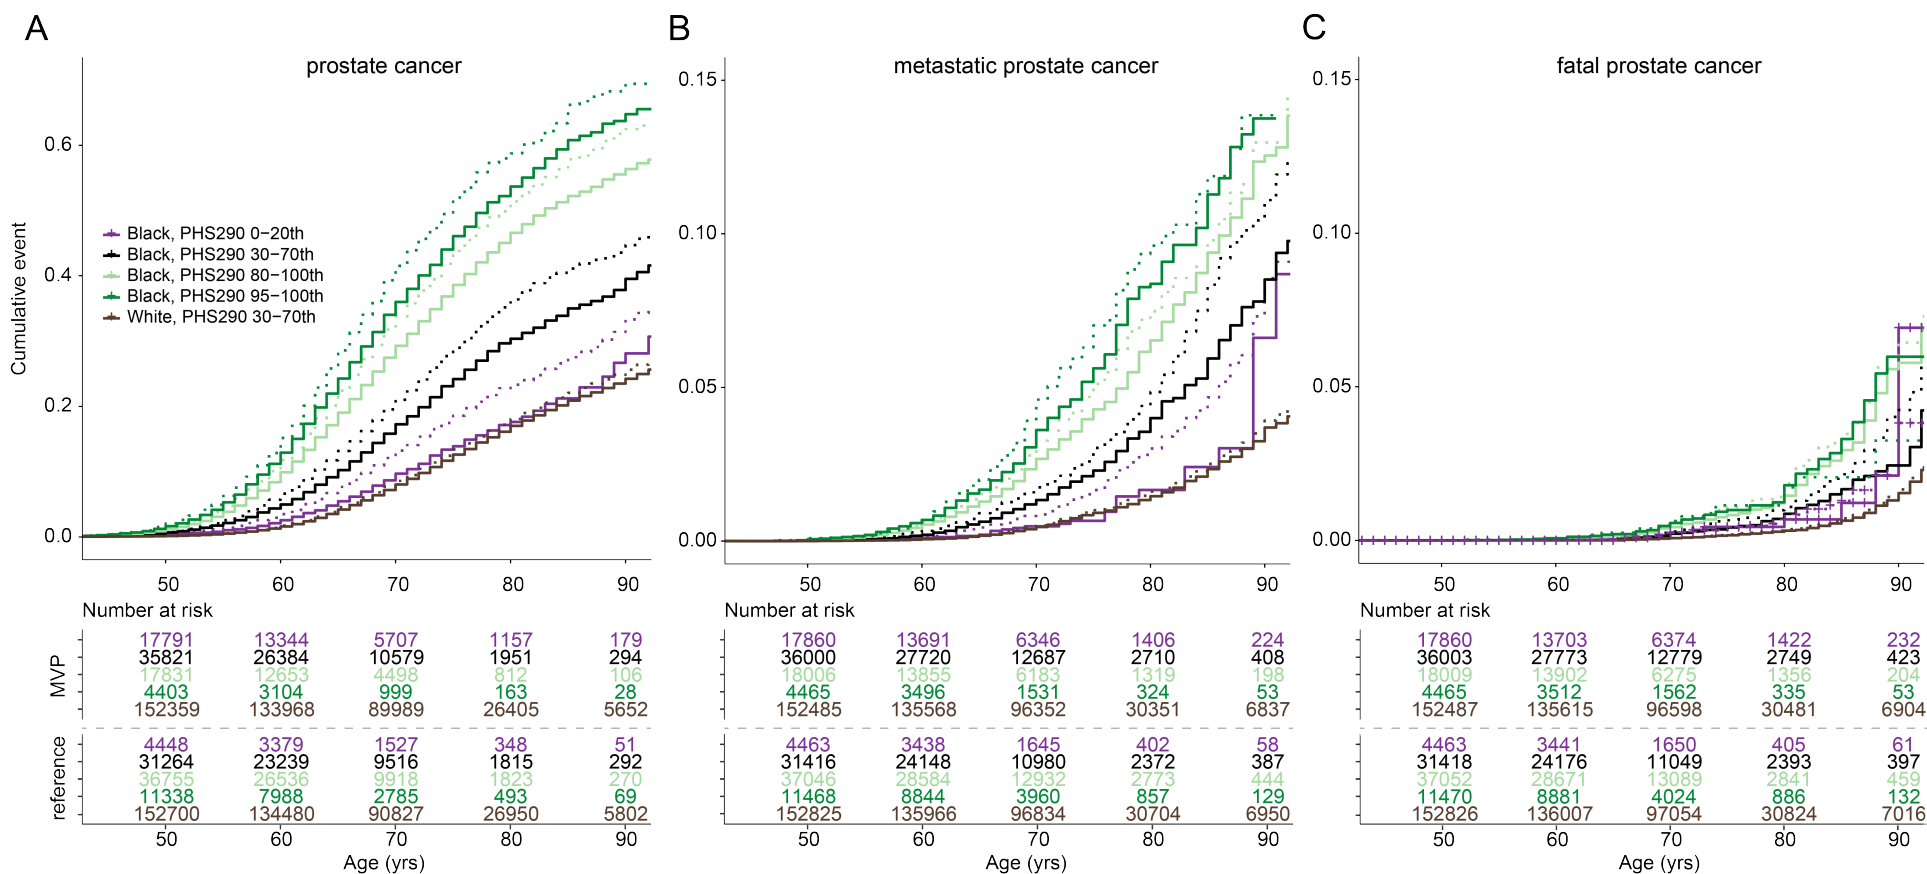 A
B
C
prostate cancer
metastatic prostate cancer
fatal prostate cancer
Cumulative event
0.6
0.4
0.2
0.0
Black, PHS290 0−20th
Black, PHS290 30−70th
Black, PHS290 80−100th
Black, PHS290 95−100th
White, PHS290 30−70th
50 60 70 80 90
0.15
0.10
0.05
0.00
50 60 70 80 90
0.15
0.10
0.05
0.00
50 60 70 80 90
Number at risk
MVP
17791 13344 5707 1157 179
35821 26384 10579 1951 294
17831 12653 4498 812 106
4403 3104 999 163 28
152359 133968 89989 26405 5652
reference
4448 3379 1527 348 51
31264 23239 9516 1815 292
36755 26536 9918 1823 270
11338 7988 2785 493 69
152700 134480 90827 26950 5802
50 60 70 80 90
Age (yrs)
Number at risk
17860 13691 6346 1406 224
36000 27720 12687 2710 408
18006 13855 6183 1319 198
4465 3496 1531 324 53
152485 135568 96352 30351 6837
4463 3438 1645 402 58
31416 24148 10980 2372 387
37046 28584 12932 2773 444
11468 8844 3960 857 129
152825 135966 96834 30704 6950
50 60 70 80 90
Age (yrs)
Number at risk
17860 13703 6374 1422 232
36003 27773 12779 2749 423
18009 13902 6275 1356 204
4465 3512 1562 335 53
152487 135615 96598 30481 6904
4463 3441 1650 405 61
31418 24176 11049 2393 397
37052 28671 13089 2841 459
11470 8881 4024 886 132
152826 136007 97054 30824 7016
50 60 70 80 90
Age (yrs)